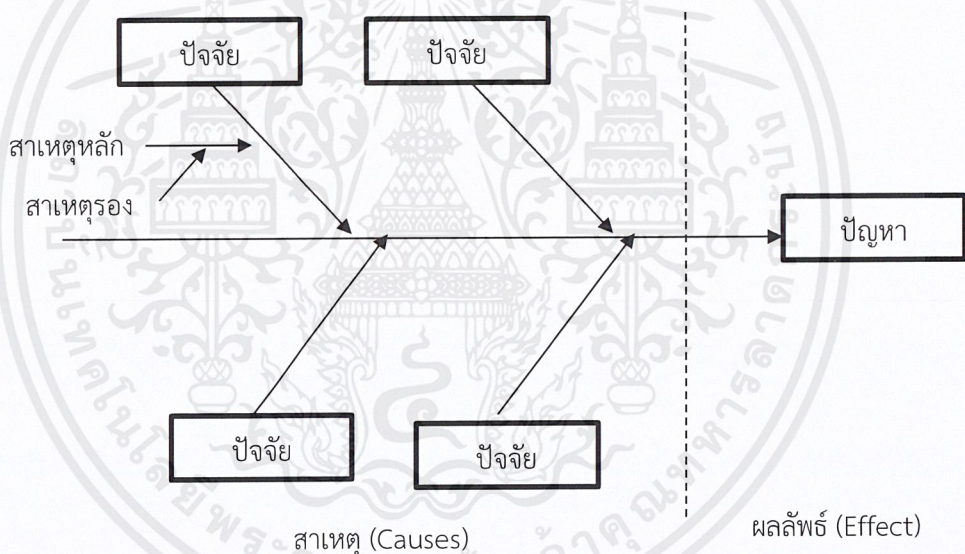 ปัจจัย
ปัจจัย
สาเหตุหลัก
สาเหตุรอง
ปัญหา
ปัจจัย
ปัจจัย
สาเหตุ (Causes)
ผลลัพธ์ (Effect)